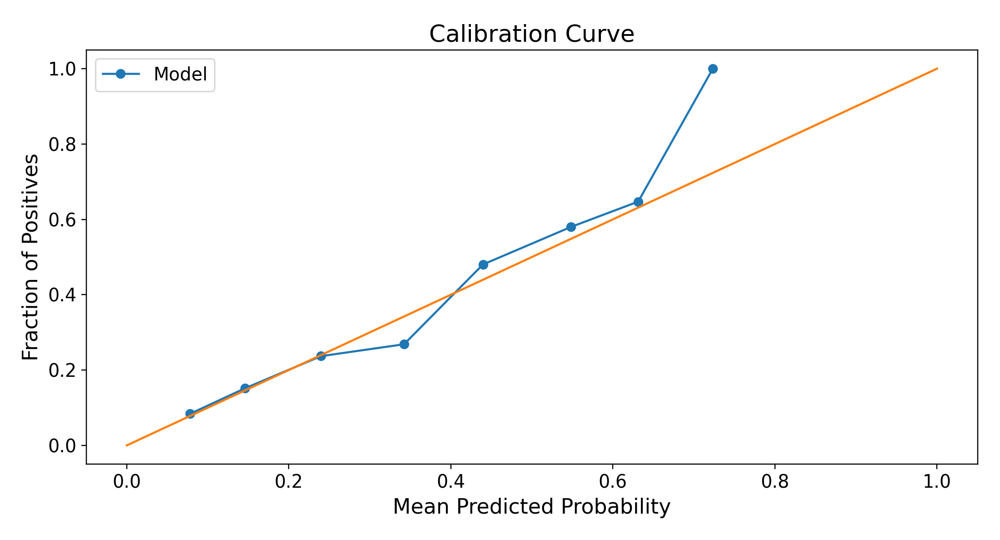 Calibration Curve
Model
Fraction of Positives
1.0
0.8
0.6
0.4
0.2
0.0
0.0 0.2 0.4 0.6 0.8 1.0
Mean Predicted Probability